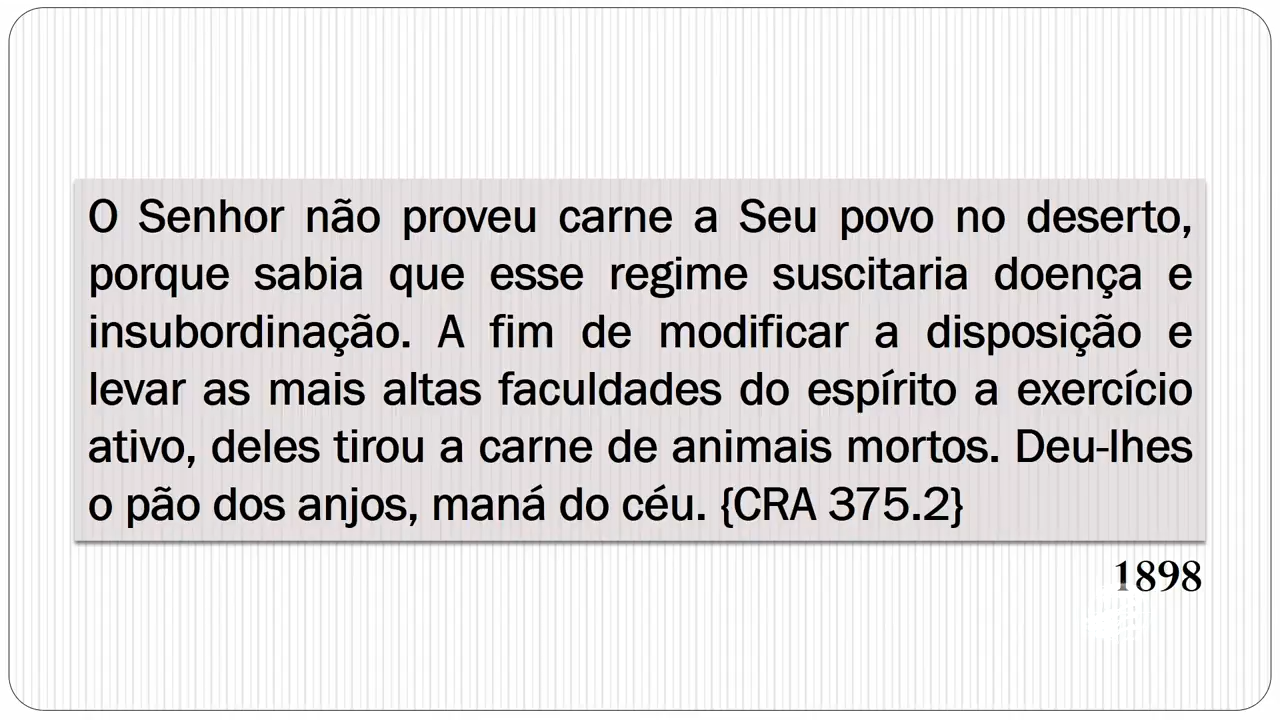 O Senhor não proveu carne a Seu povo no deserto,
porque sabia que esse regime suscitaria doença e
insubordinação. A fim de modificar a disposição e
levar as mais altas faculdades do espírito a exercício
ativo, deles tirou a carne de animais mortos. Deu-lhes
o pão dos anjos, maná do céu. {CRA 375.2}
1898